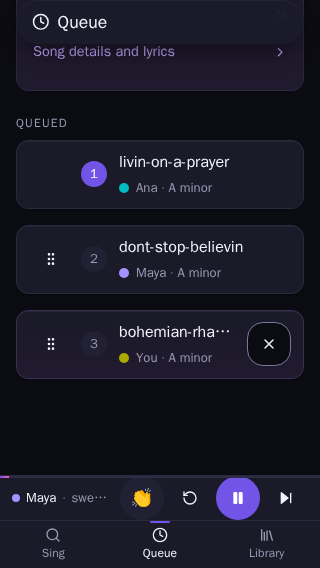 Queue
Song details and lyrics
QUEUED
1
livin-on-a-prayer
Ana · A minor
2
dont-stop-believin
Maya · A minor
3
bohemian-rha···
You · A minor
Maya · swe···
Sing
Queue
Library